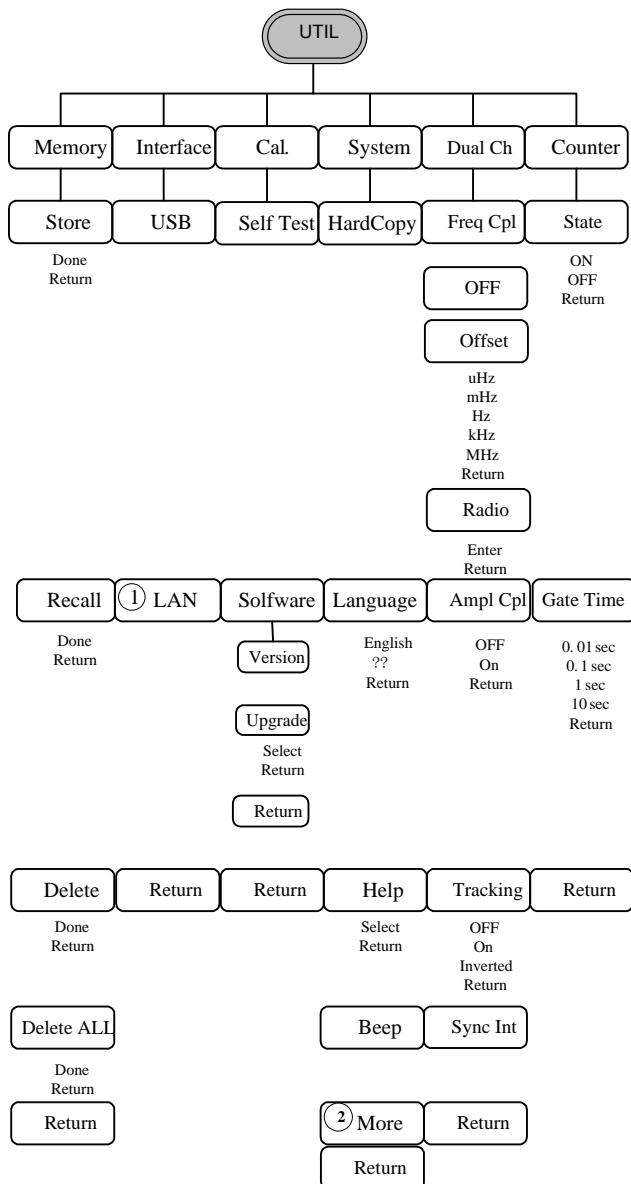 UTIL
Memory
Interface
Cal.
System
Dual Ch
Counter
Store
USB
Self Test
HardCopy
Freq Cpl
State
Done
Return
ON
OFF
Return
OFF
Offset
uHz
mHz
Hz
kHz
MHz
Return
Radio
Enter
Return
Recall
1 LAN
Solfware
Language
Ampl Cpl
Gate Time
Done
Return
Version
English
??
Return
OFF
On
Return
0. 01 sec
0. 1 sec
1 sec
10 sec
Return
Upgrade
Select
Return
Return
Delete
Return
Return
Help
Tracking
Return
Done
Return
Select
Return
OFF
On
Inverted
Return
Delete ALL
Beep
Sync Int
Done
Return
Return
2 More
Return
Return